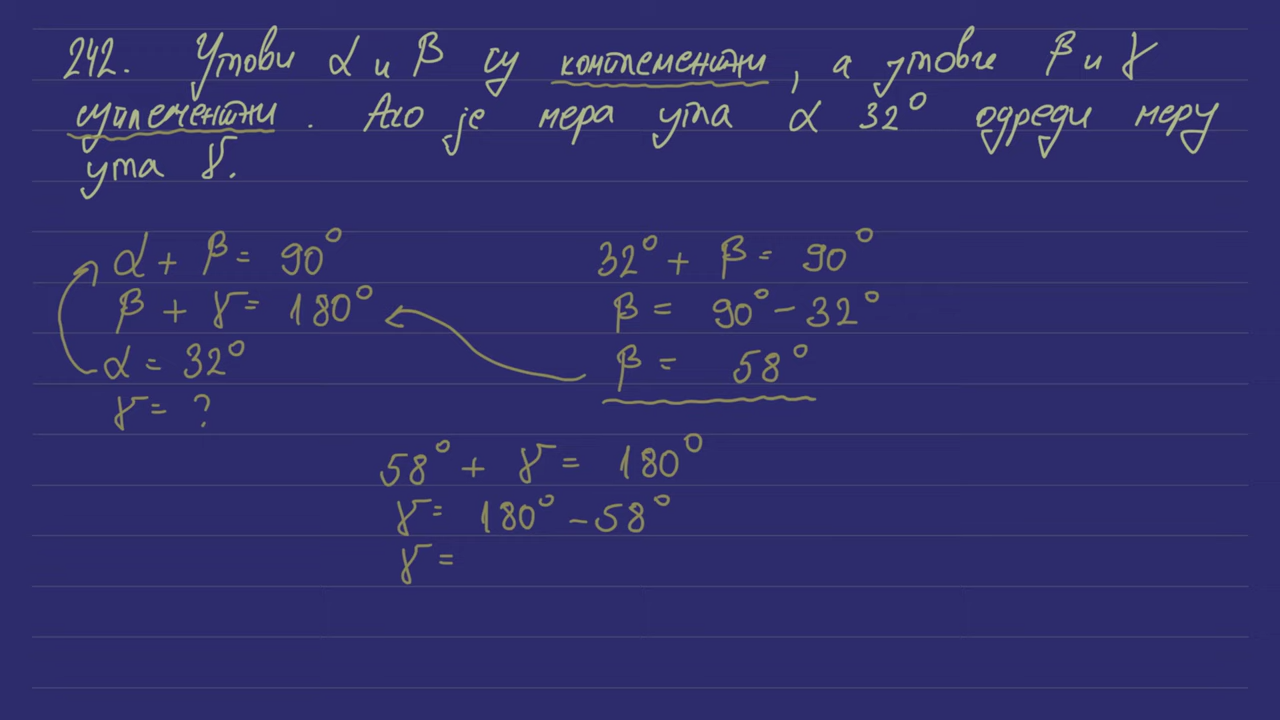 242. Углови α и β су комплементни, а углови β и γ
суплементни. Ако је мера угла α 32° одреди меру
угла γ.
α + β = 90°
β + γ = 180°
α = 32°
γ = ?
32° + β = 90°
β = 90° - 32°
β = 58°
58° + γ = 180°
γ = 180° - 58°
γ =